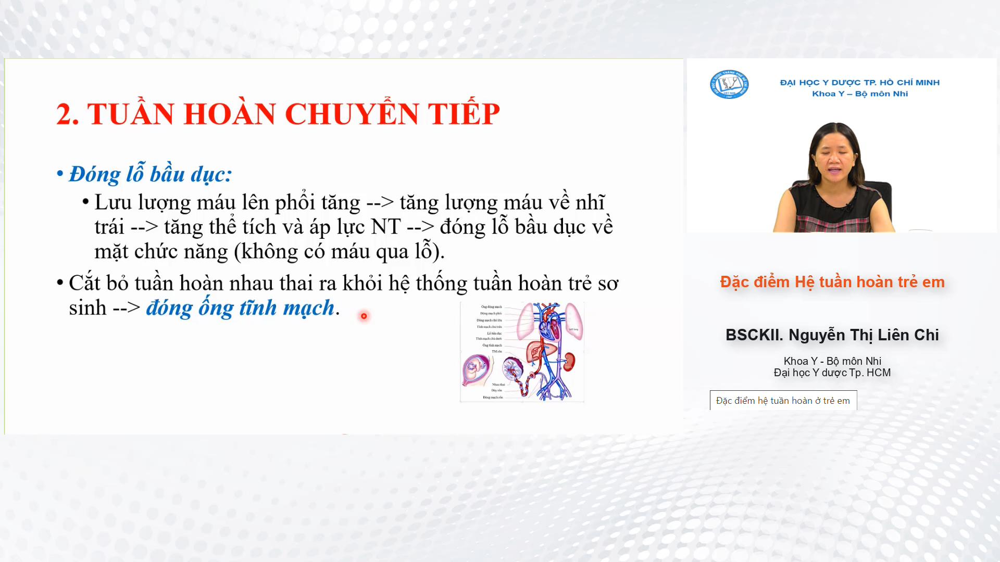 2. TUẦN HOÀN CHUYỂN TIẾP
• Đóng lỗ bầu dục:
• Lưu lượng máu lên phổi tăng --> tăng lượng máu về nhĩ
trái --> tăng thể tích và áp lực NT --> đóng lỗ bầu dục về
mặt chức năng (không có máu qua lỗ).
• Cắt bỏ tuần hoàn nhau thai ra khỏi hệ thống tuần hoàn trẻ sơ
sinh --> đóng ống tĩnh mạch.
Ống động mạch
Động mạch phổi
Động mạch chủ lên
Tĩnh mạch chủ trên
Lỗ bầu dục
Tĩnh mạch chủ dưới
Ống tĩnh mạch
TM rốn
Left lung
Nhau thai
Dây rốn
Động mạch rốn
ĐẠI HỌC Y DƯỢC TP. HỒ CHÍ MINH
Khoa Y – Bộ môn Nhi
Đặc điểm Hệ tuần hoàn trẻ em
BSCKII. Nguyễn Thị Liên Chi
Khoa Y - Bộ môn Nhi
Đại học Y dược Tp. HCM
Đặc điểm hệ tuần hoàn ở trẻ em